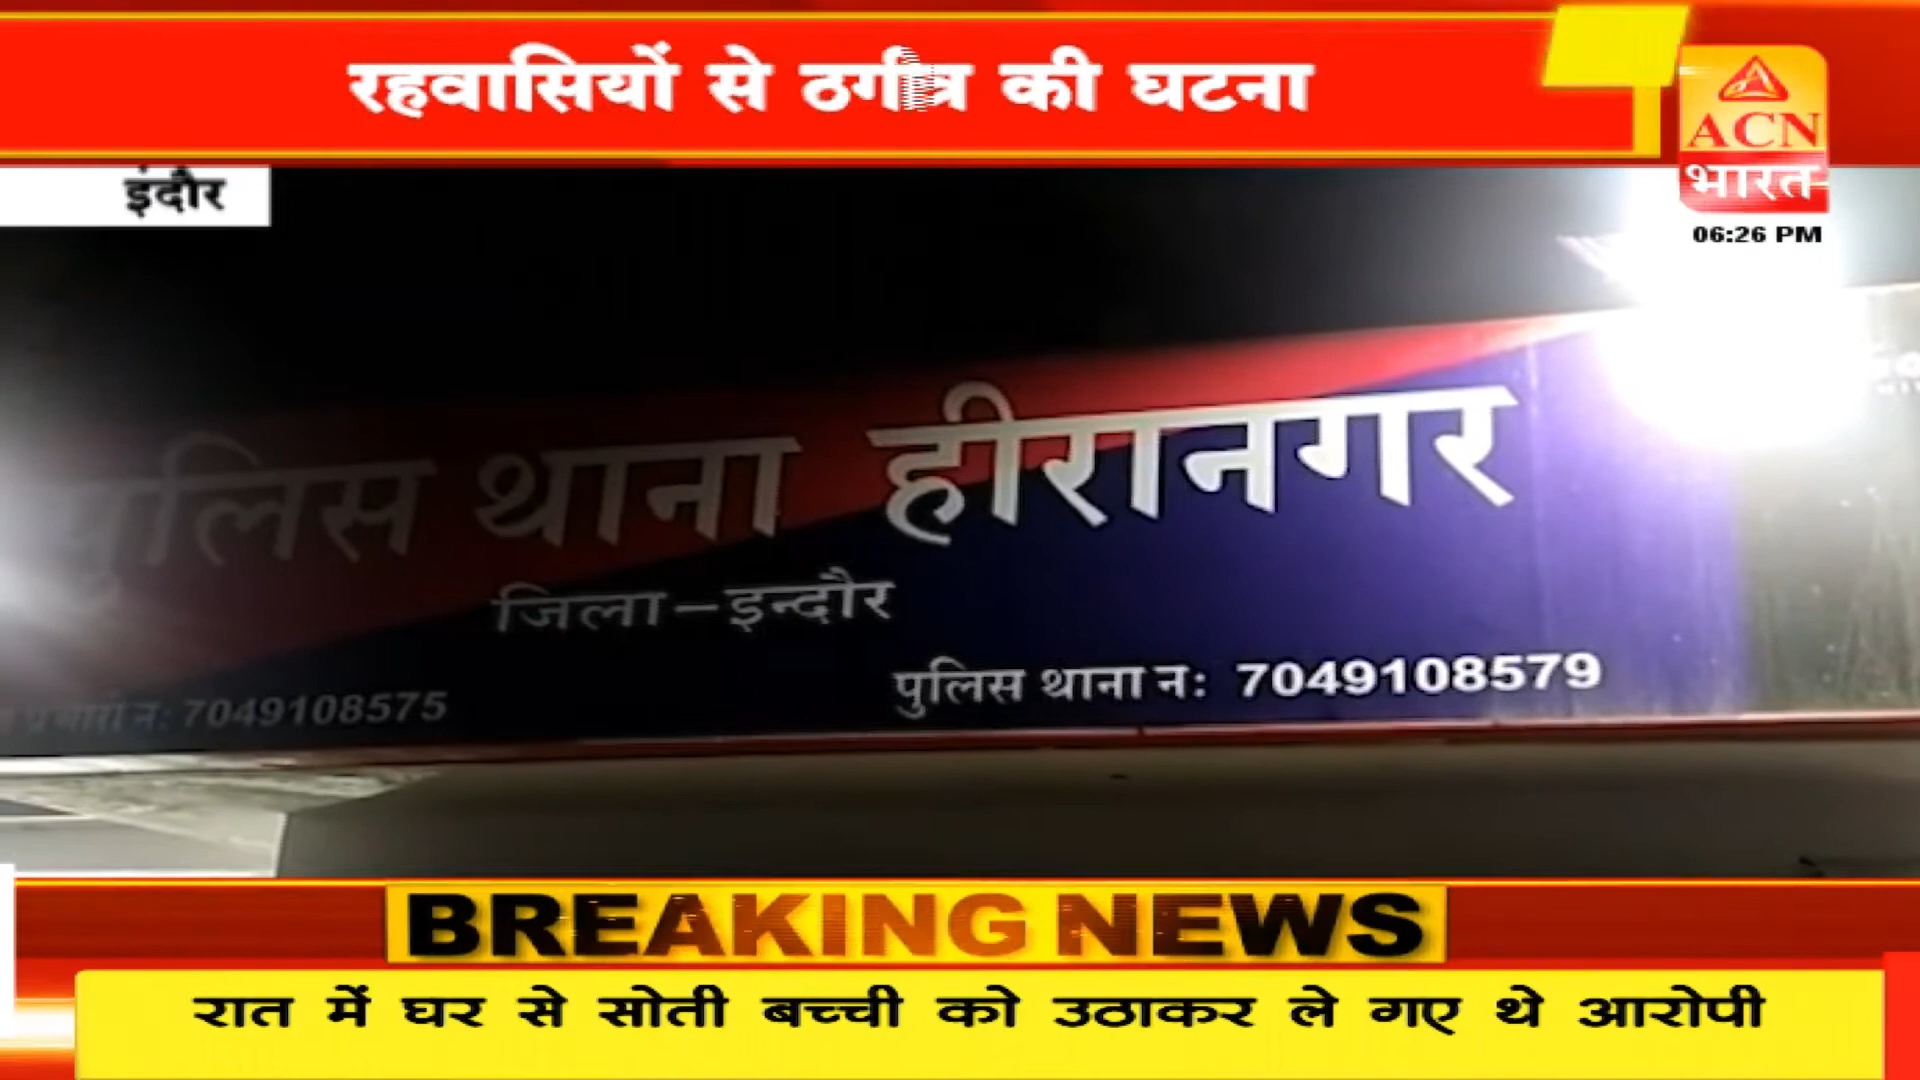 रहवासियों से की घटना
ACN
भारत
इंदौर
06:26 PM
पुलिस थाना हीरानगर
जिला-इन्दौर
पुलिस थाना न: 7049108579
न: 7049108575
BREAKING NEWS
रात में घर से सोती बच्ची को उठाकर ले गए थे आरोपी